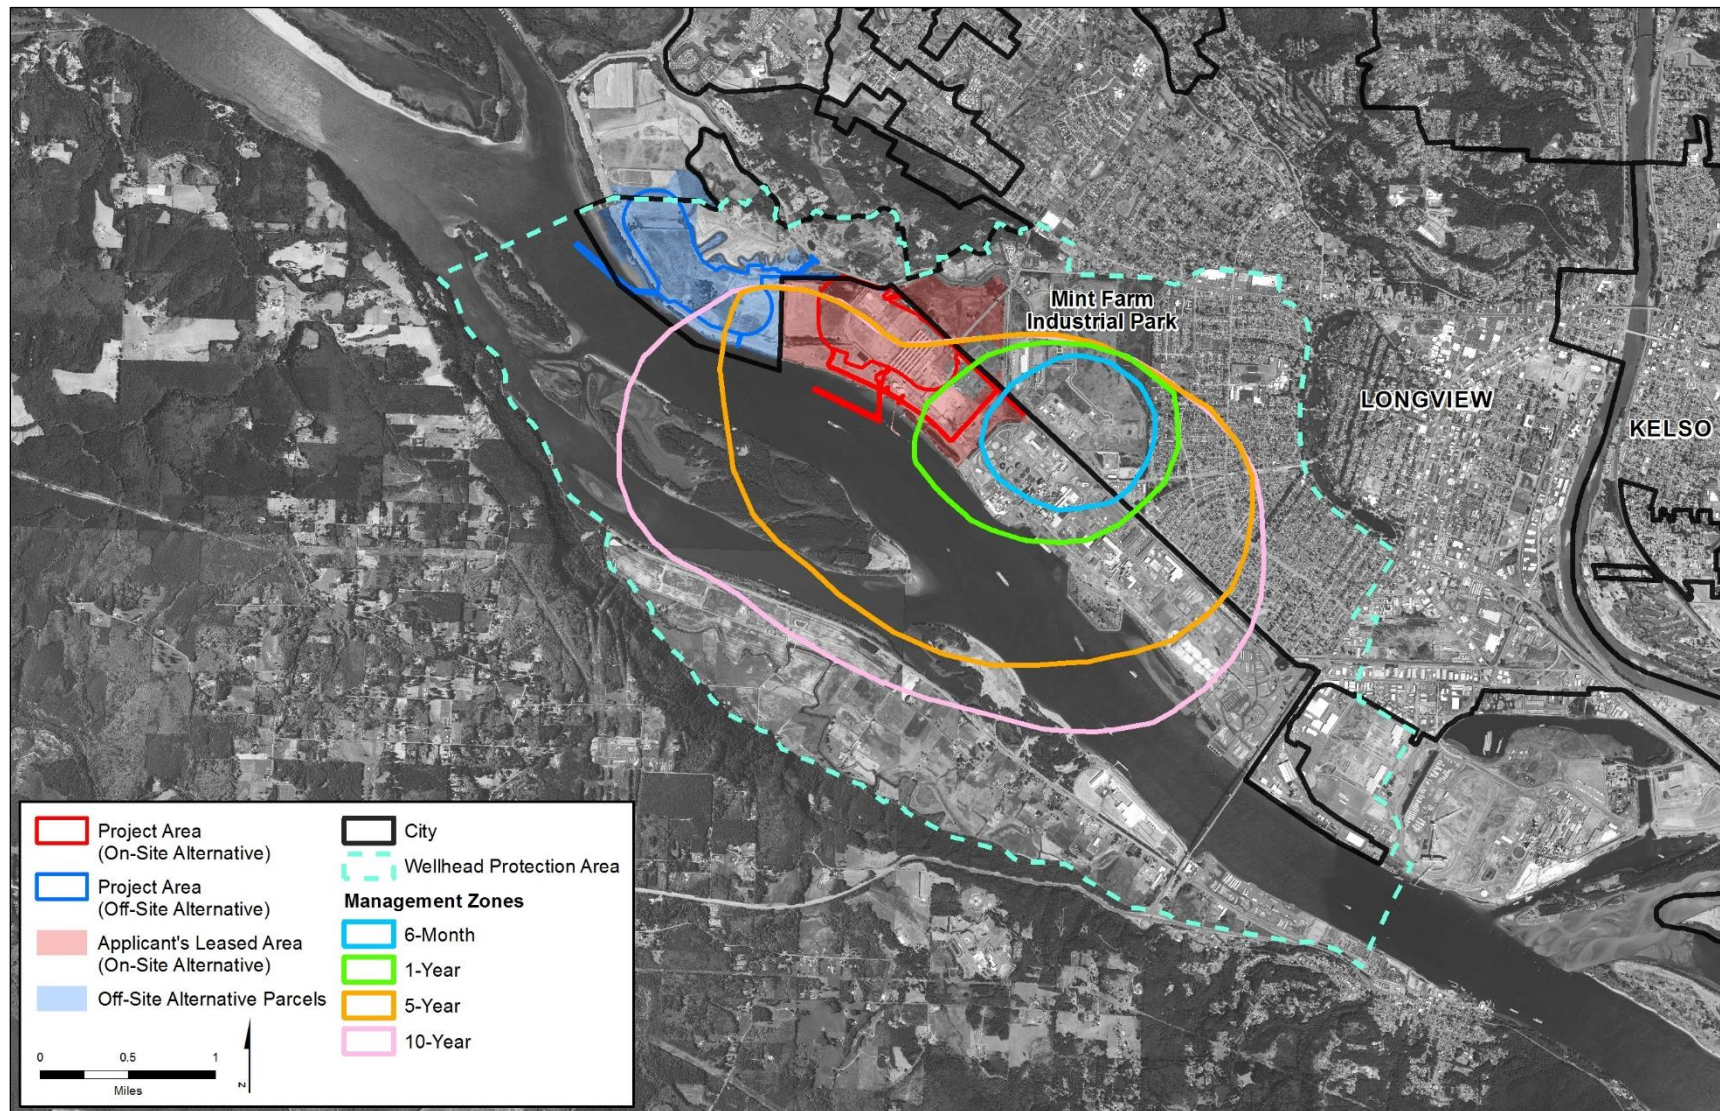 Mint Farm
Industrial Park
LONGVIEW
KELSO
Project Area
(On-Site Alternative)
Project Area
(Off-Site Alternative)
Applicant's Leased Area
(On-Site Alternative)
Off-Site Alternative Parcels
0 0.5 1
Miles
N
City
Wellhead Protection Area
Management Zones
6-Month
1-Year
5-Year
10-Year